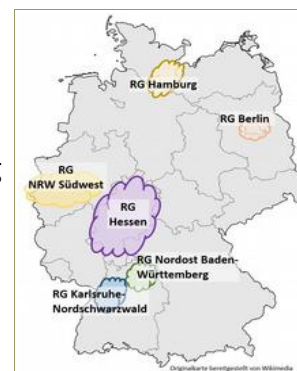 RG Hamburg
RG Berlin
RG
NRW Südwest
RG
Hessen
RG Nordost Baden-
Württemberg
RG Karlsruhe-
Nordschwarzwald
Originalkarte bereitgestellt von Wikimedia